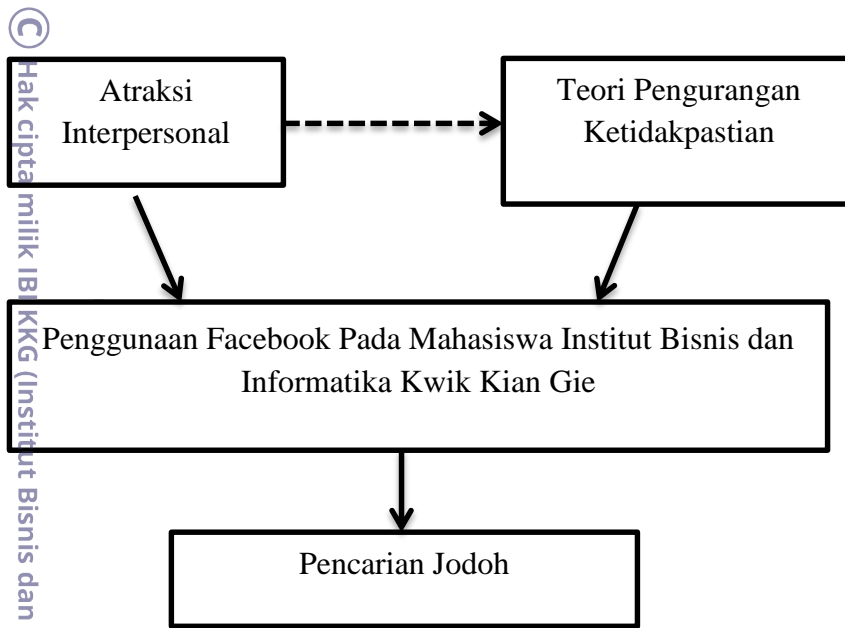 Atraksi
Interpersonal
Teori Pengurangan
Ketidakpastian
Penggunaan Facebook Pada Mahasiswa Institut Bisnis dan
Informatika Kwik Kian Gie
Pencarian Jodoh
© Hak cipta milik IBI KKG (Institut Bisnis dan